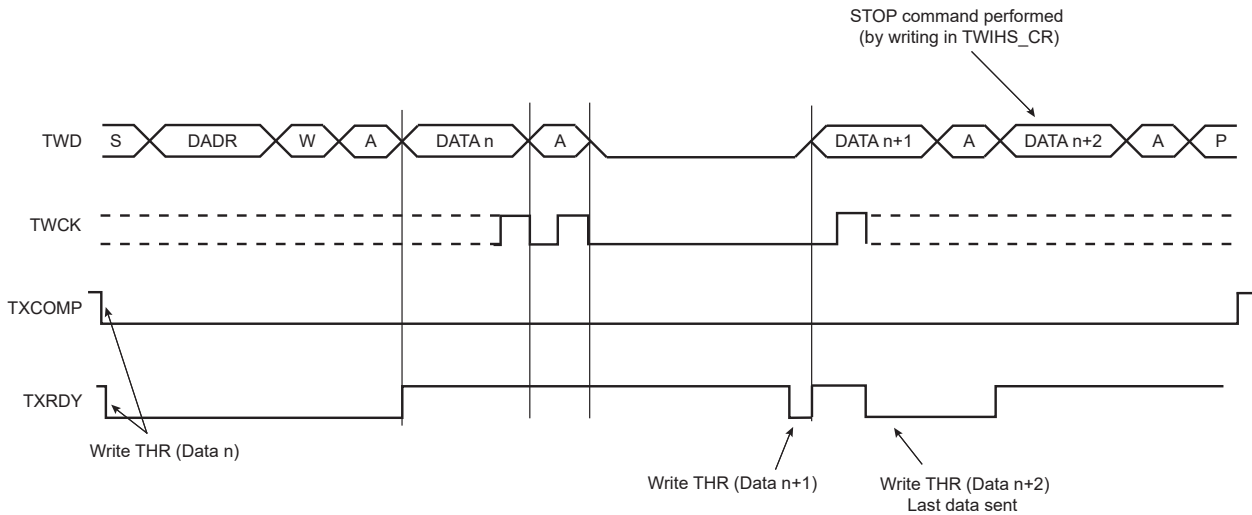 STOP command performed
(by writing in TWIHS_CR)
TWD S DADR W A DATA n A DATA n+1 A DATA n+2 A P
TWCK
TXCOMP
TXRDY
Write THR (Data n)
Write THR (Data n+1)
Write THR (Data n+2)
Last data sent